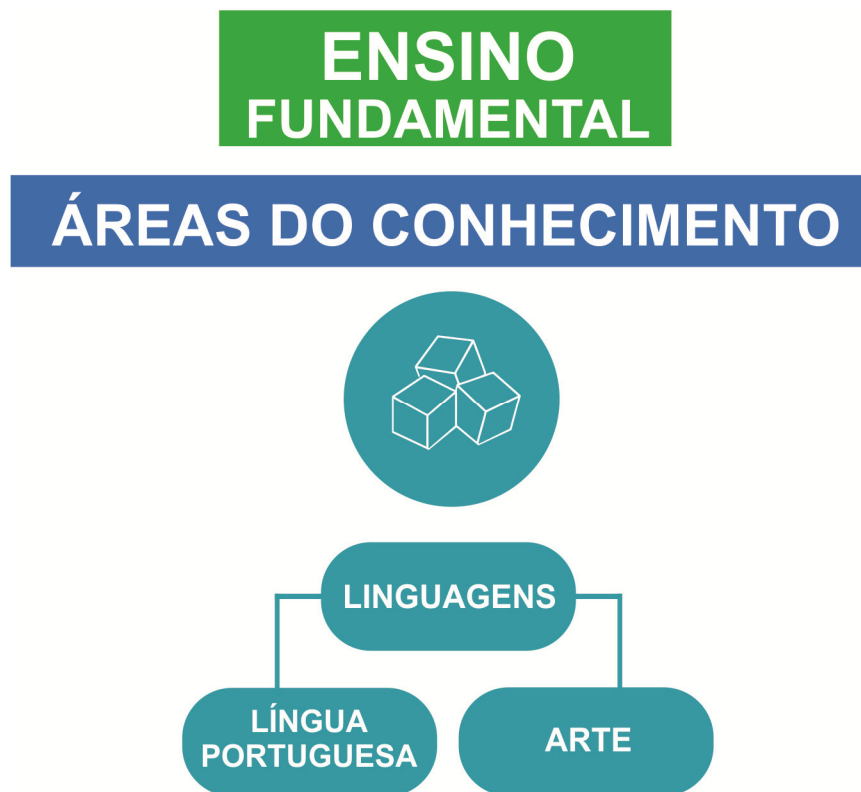 ENSINO
FUNDAMENTAL
ÁREAS DO CONHECIMENTO
LINGUAGENS
LÍNGUA
PORTUGUESA
ARTE